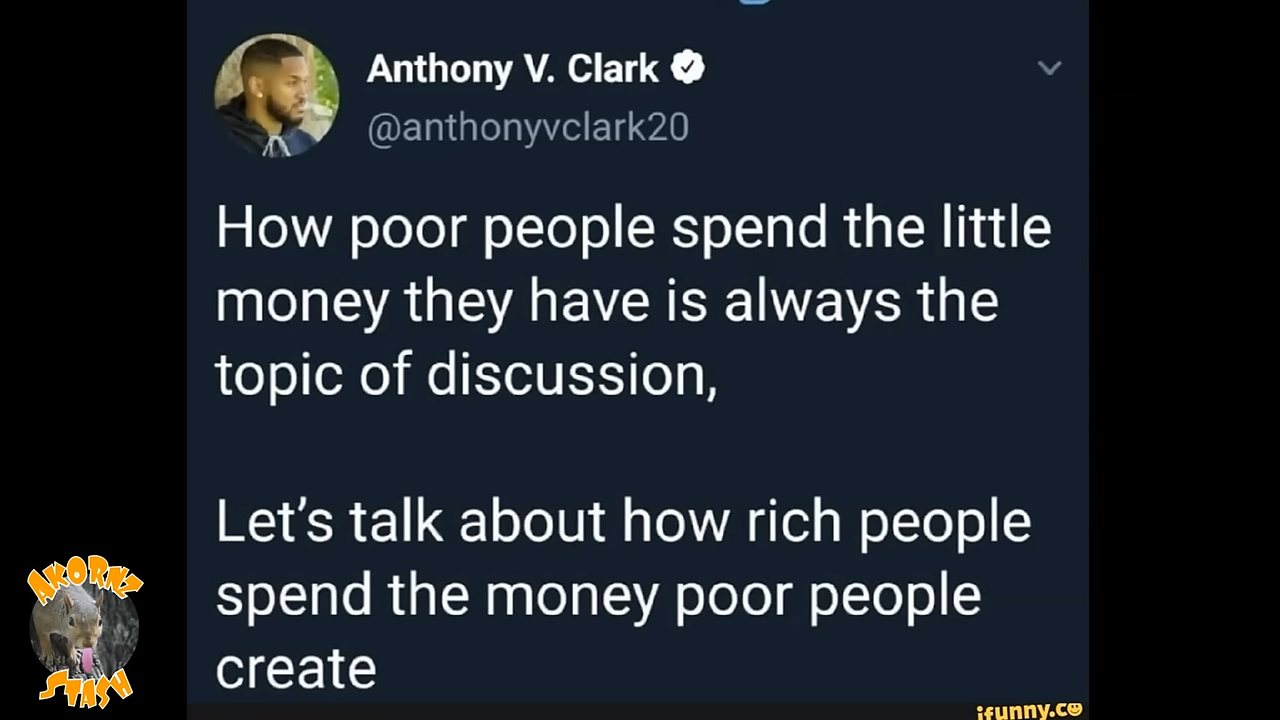 Anthony V. Clark
@anthonyvclark20
How poor people spend the little
money they have is always the
topic of discussion,
Let’s talk about how rich people
spend the money poor people
create
AKORNZ
STASH
ifunny.co